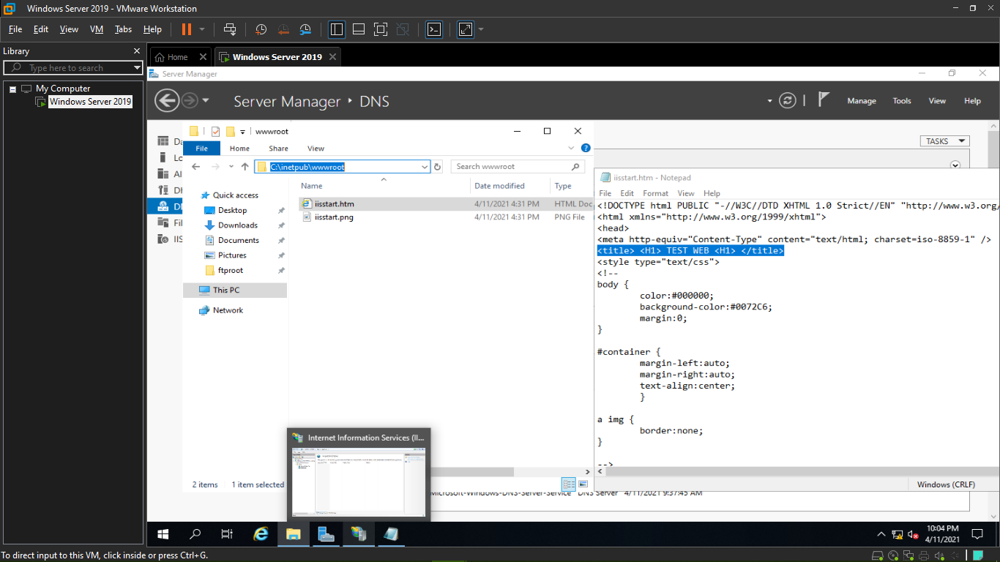 Windows Server 2019 - VMware Workstation
File Edit View VM Tabs Help
Library
Type here to search
My Computer
Windows Server 2019
Home
Windows Server 2019
Server Manager
Server Manager ‣ DNS
Manage Tools View Help
TASKS
wwwroot
File Home Share View
C:\inetpub\wwwroot
Search wwwroot
Name Date modified Type
iisstart.htm 4/11/2021 4:31 PM HTML Doc
iisstart.png 4/11/2021 4:31 PM PNG File
Quick access
Desktop
Downloads
Documents
Pictures
ftproot
This PC
Network
2 items 1 item selected
Da
Lo
Al
DH
DN
Fil
IIS
iisstart.htm - Notepad
File Edit Format View Help
<!DOCTYPE html PUBLIC "-//W3C//DTD XHTML 1.0 Strict//EN" "http://www.w3.org/
<html xmlns="http://www.w3.org/1999/xhtml">
<head>
<meta http-equiv="Content-Type" content="text/html; charset=iso-8859-1" />
<title> <H1> TEST WEB <H1> </title>
<style type="text/css">
<!--
body {
color:#000000;
background-color:#0072C6;
margin:0;
}
#container {
margin-left:auto;
margin-right:auto;
text-align:center;
}
a img {
border:none;
}
-->
Windows (CRLF)
Internet Information Services (II...
Microsoft-Windows-DNS-Server-Service DNS Server 4/11/2021 9:37:45 AM
10:04 PM
4/11/2021
To direct input to this VM, click inside or press Ctrl+G.